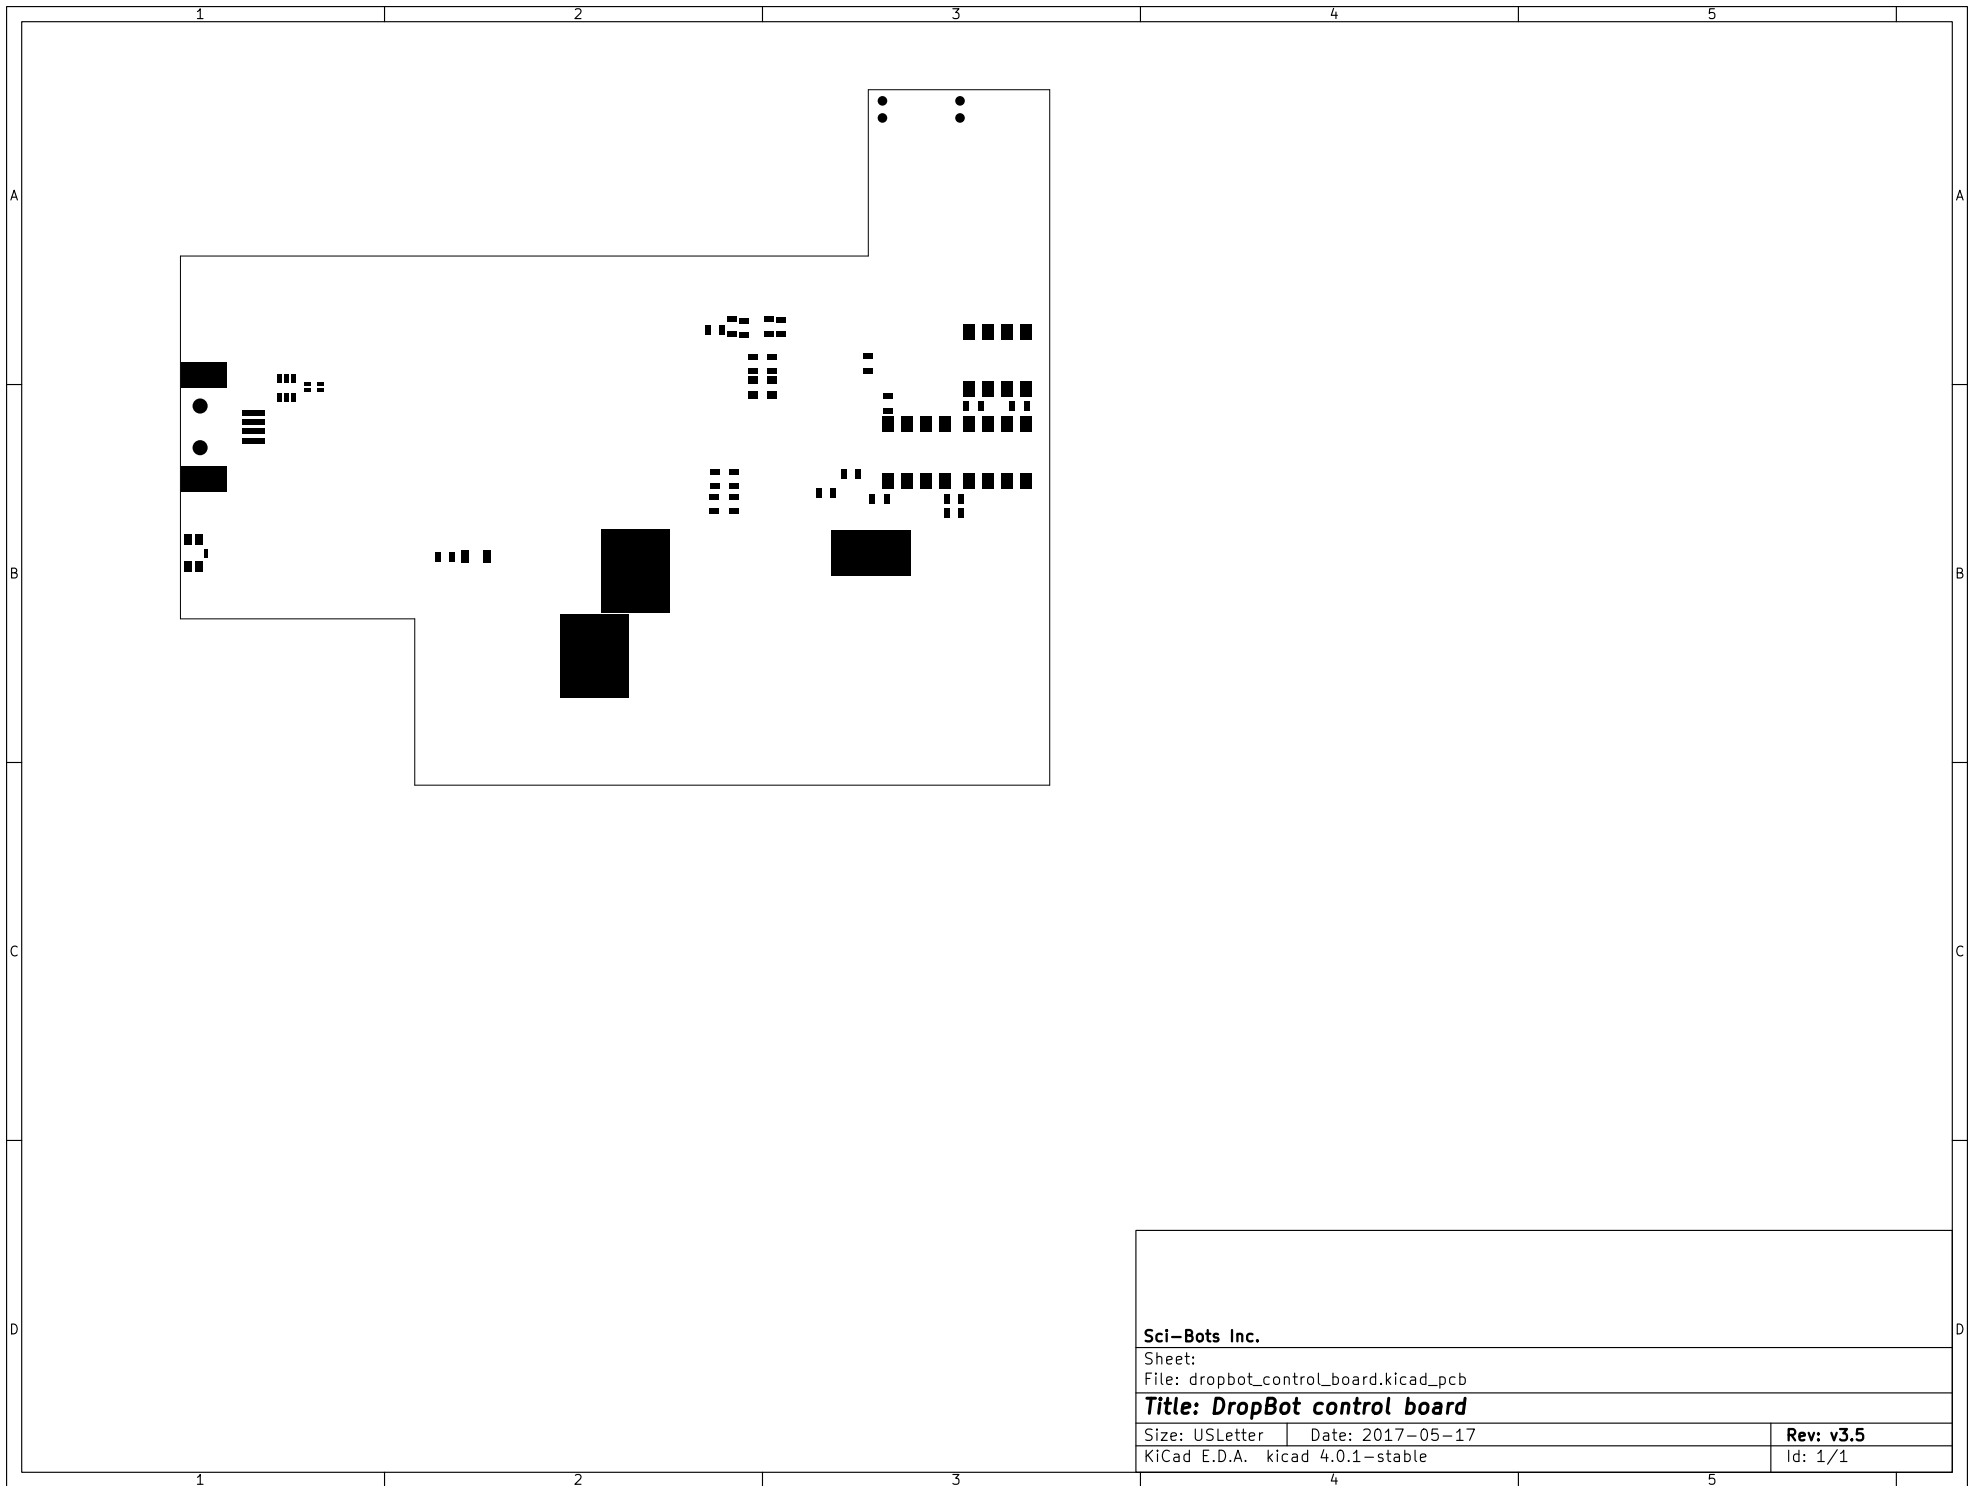 1 2 3 4 5
A A
B B
C C
D D
Sci-Bots Inc.
Sheet:
File: dropbot_control_board.kicad_pcb
Title: DropBot control board
Size: USLetter Date: 2017-05-17 Rev: v3.5
KiCad E.D.A. kicad 4.0.1-stable Id: 1/1
1 2 3 4 5